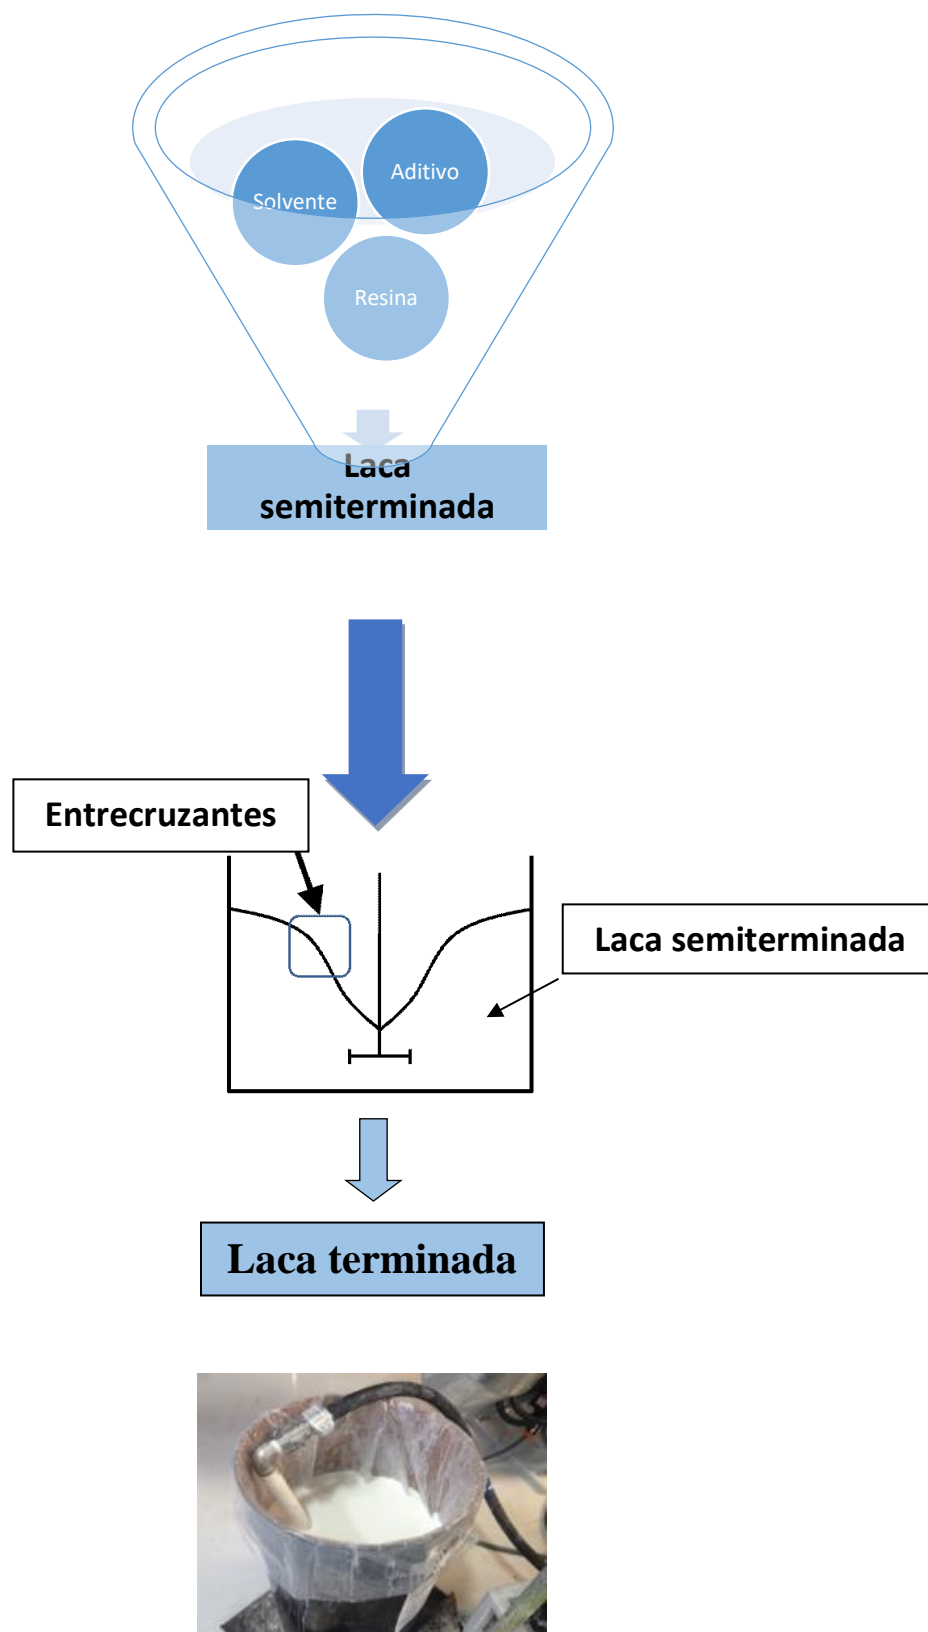 Aditivo
Solvente
Resina
Laca
semiterminada
Entrecruzantes
Laca semiterminada
Laca terminada